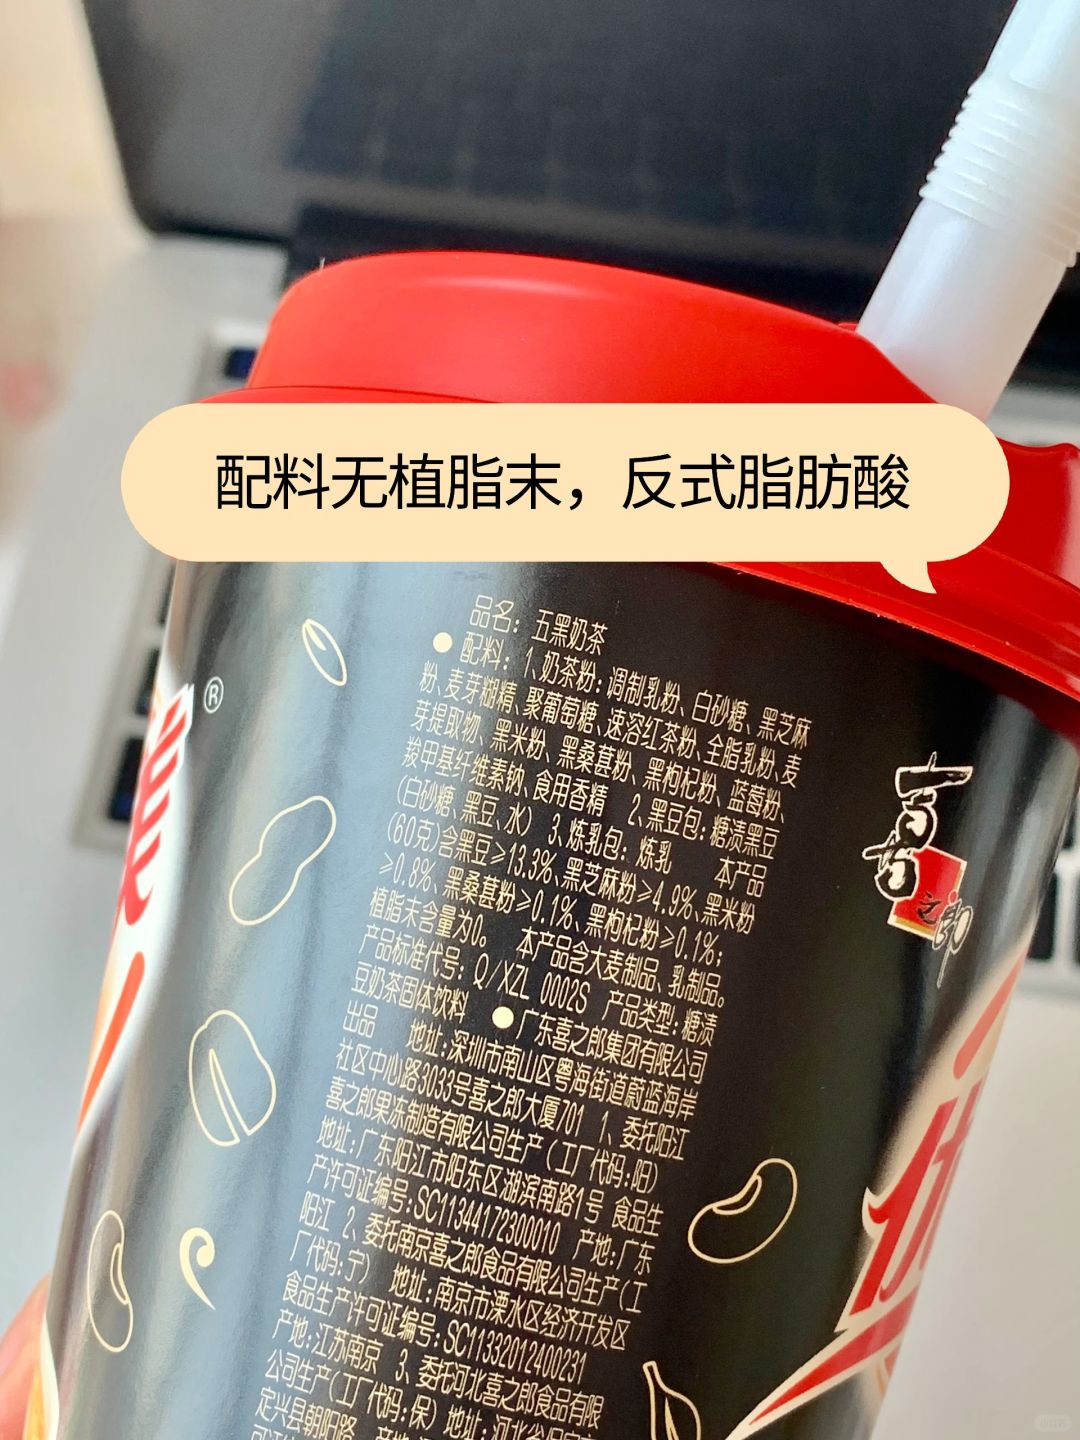 配料无植脂末，反式脂肪酸
品名：五黑奶茶
配料：1、奶茶粉：调制乳粉、白砂糖、黑芝麻
粉、麦芽糊精、聚葡萄糖、速溶红茶粉、全脂乳粉、麦
芽提取物、黑米粉、黑桑葚粉、黑枸杞粉、蓝莓粉、
羧甲基纤维素钠、食用香精 2、黑豆包：糖渍黑豆
（白砂糖、黑豆、水） 3、炼乳包：炼乳 本产品
（60克）含黑豆≥13.3%、黑芝麻粉≥4.9%、黑米粉
≥0.8%、黑桑葚粉≥0.1%、黑枸杞粉≥0.1%；
植脂末含量为0。 本产品含大麦制品、乳制品。
产品标准代号：Q/XZL 0002S 产品类型：糖渍
豆奶茶固体饮料 广东喜之郎集团有限公司
出品 地址：深圳市南山区粤海街道蔚蓝海岸
社区中心路3033号喜之郎大厦701 1、委托阳江
喜之郎果冻制造有限公司生产（工厂代码：阳）
地址：广东阳江市阳东区湖滨南路1号 食品生
产许可证编号：SC11344172300010 产地：广东
阳江 2、委托南京喜之郎食品有限公司生产（工
厂代码：宁） 地址：南京市溧水区经济开发区
食品生产许可证编号：SC11332012400231
产地：江苏南京 3、委托河北喜之郎食品有限
公司生产（工厂代码：保）地址：河北省保定市
定兴县朝阳路 产地：
®
喜之郎
优
小红书